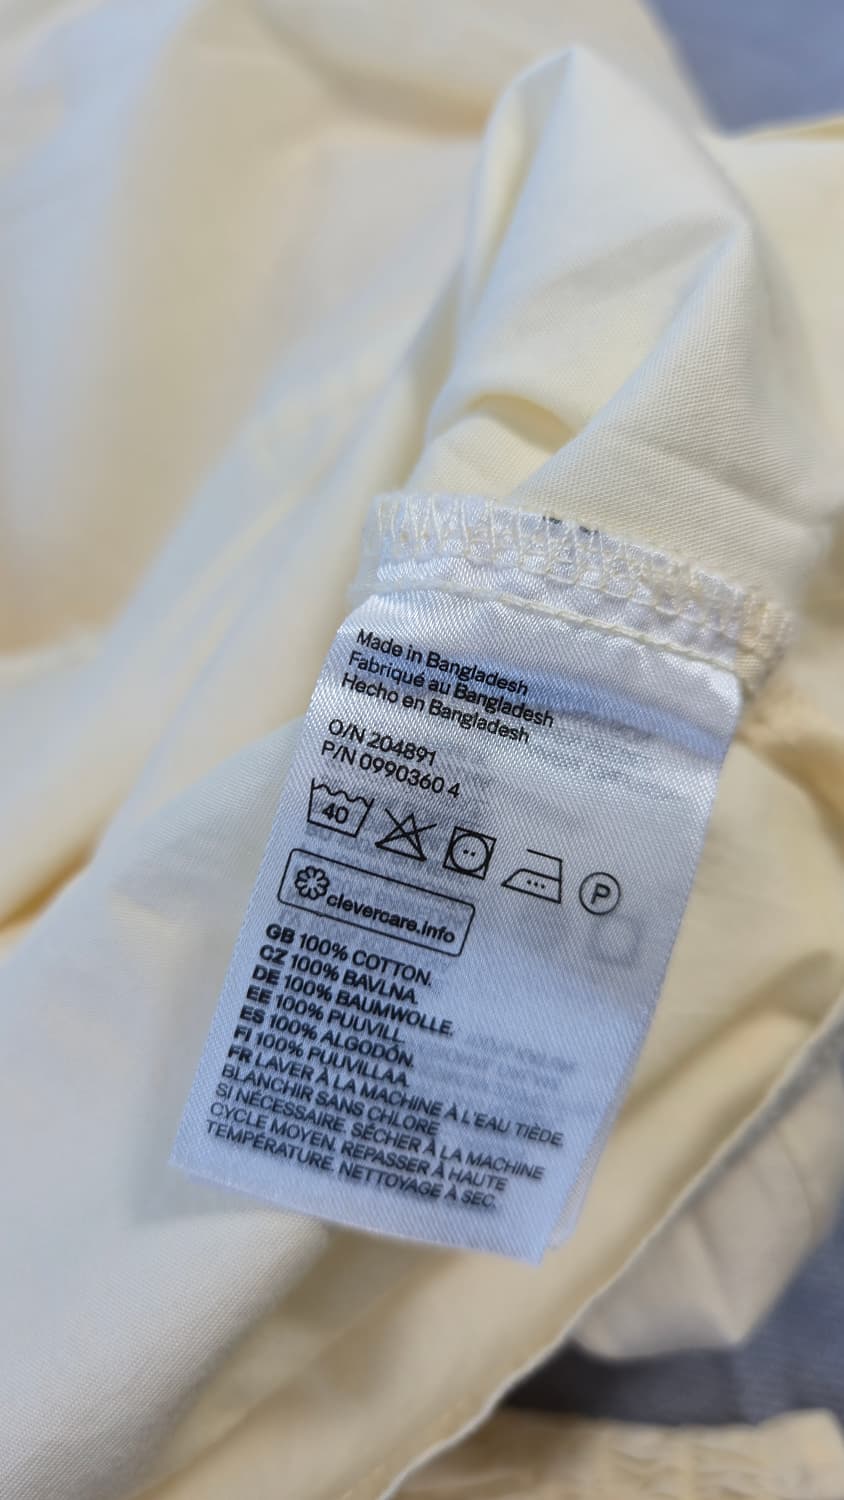 Made in Bangladesh
Fabriqué au Bangladesh
Hecho en Bangladesh
O/N 204891
P/N 0990360 4
40
P
clevercare.info
GB 100% COTTON.
CZ 100% BAVLNA.
DE 100% BAUMWOLLE.
EE 100% PUUVILL.
ES 100% ALGODÓN.
FI 100% PUUVILLAA.
FR LAVER À LA MACHINE À L'EAU TIÈDE.
BLANCHIR SANS CHLORE
SI NÉCESSAIRE. SÉCHER À LA MACHINE
CYCLE MOYEN. REPASSER À HAUTE
TEMPÉRATURE. NETTOYAGE À SEC.